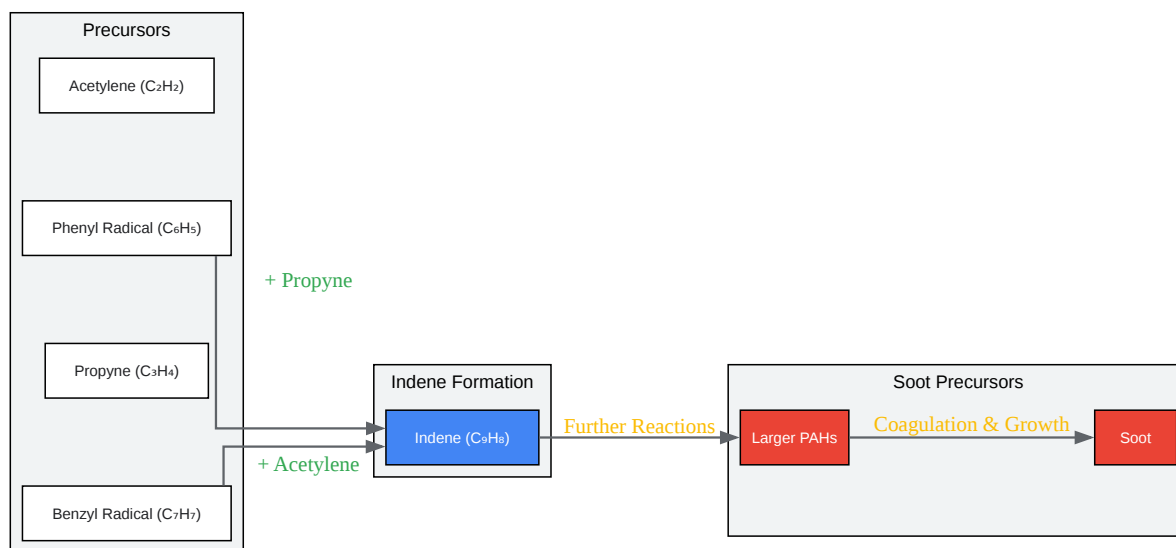 Precursors
Acetylene (C₂H₂)
Phenyl Radical (C₆H₅)
+ Propyne
Propyne (C₃H₄)
Indene Formation
Soot Precursors
Indene (C₉H₈)
Further Reactions
Larger PAHs
Coagulation & Growth
Soot
+ Acetylene
Benzyl Radical (C₇H₇)